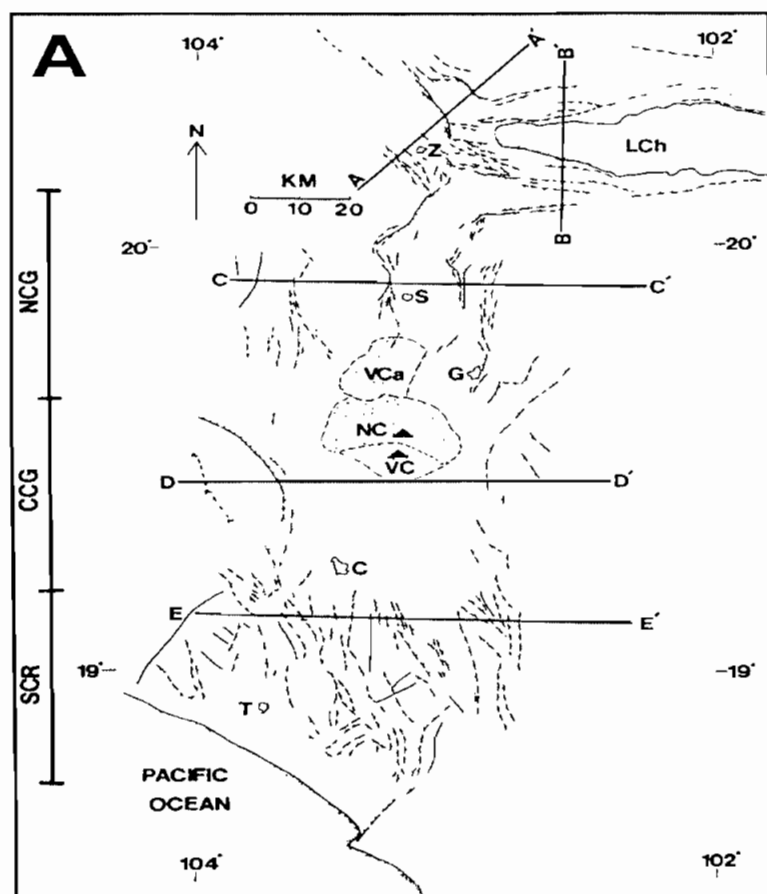 A
104°
102°
A'
B'
N
LCh
Z
KM
0 10 20
A
B
20°
20°
C
C'
S
NCG
VCa
G
NC
VC
CCG
D
D'
C
E
E'
19°
19°
SCR
T
PACIFIC
OCEAN
104°
102°